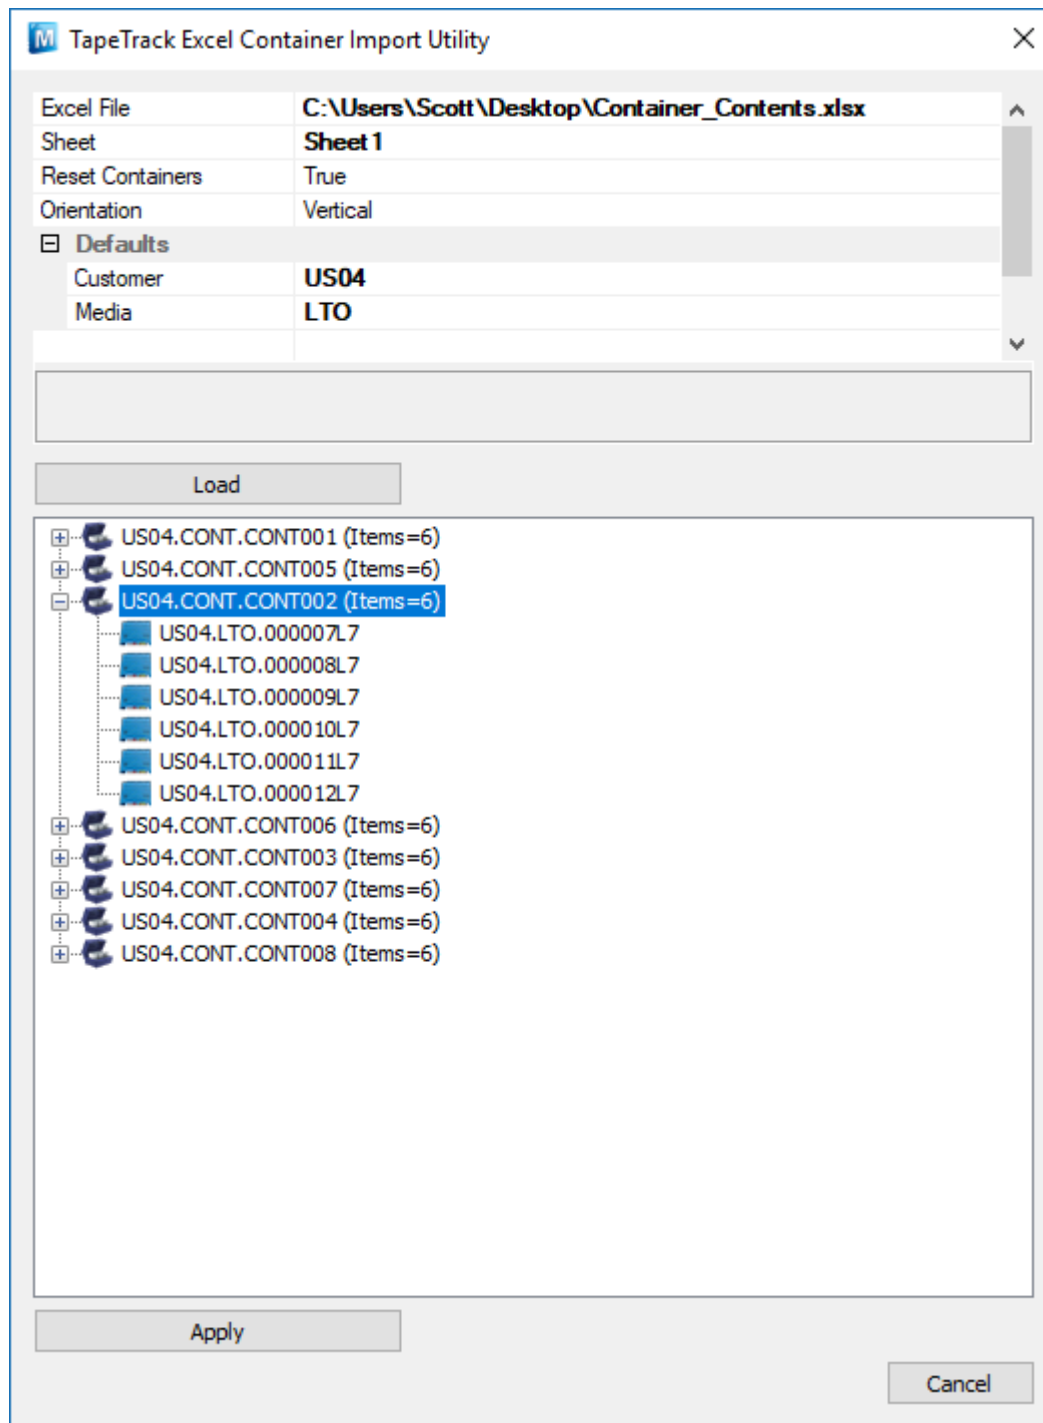 TapeTrack Excel Container Import Utility
Excel File C:\Users\Scott\Desktop\Container_Contents.xlsx
Sheet Sheet1
Reset Containers True
Orientation Vertical
Defaults
Customer US04
Media LTO
Load
US04.CONT.CONT001 (Items=6)
US04.CONT.CONT005 (Items=6)
US04.CONT.CONT002 (Items=6)
US04.LTO.000007L7
US04.LTO.000008L7
US04.LTO.000009L7
US04.LTO.000010L7
US04.LTO.000011L7
US04.LTO.000012L7
US04.CONT.CONT006 (Items=6)
US04.CONT.CONT003 (Items=6)
US04.CONT.CONT007 (Items=6)
US04.CONT.CONT004 (Items=6)
US04.CONT.CONT008 (Items=6)
Apply
Cancel